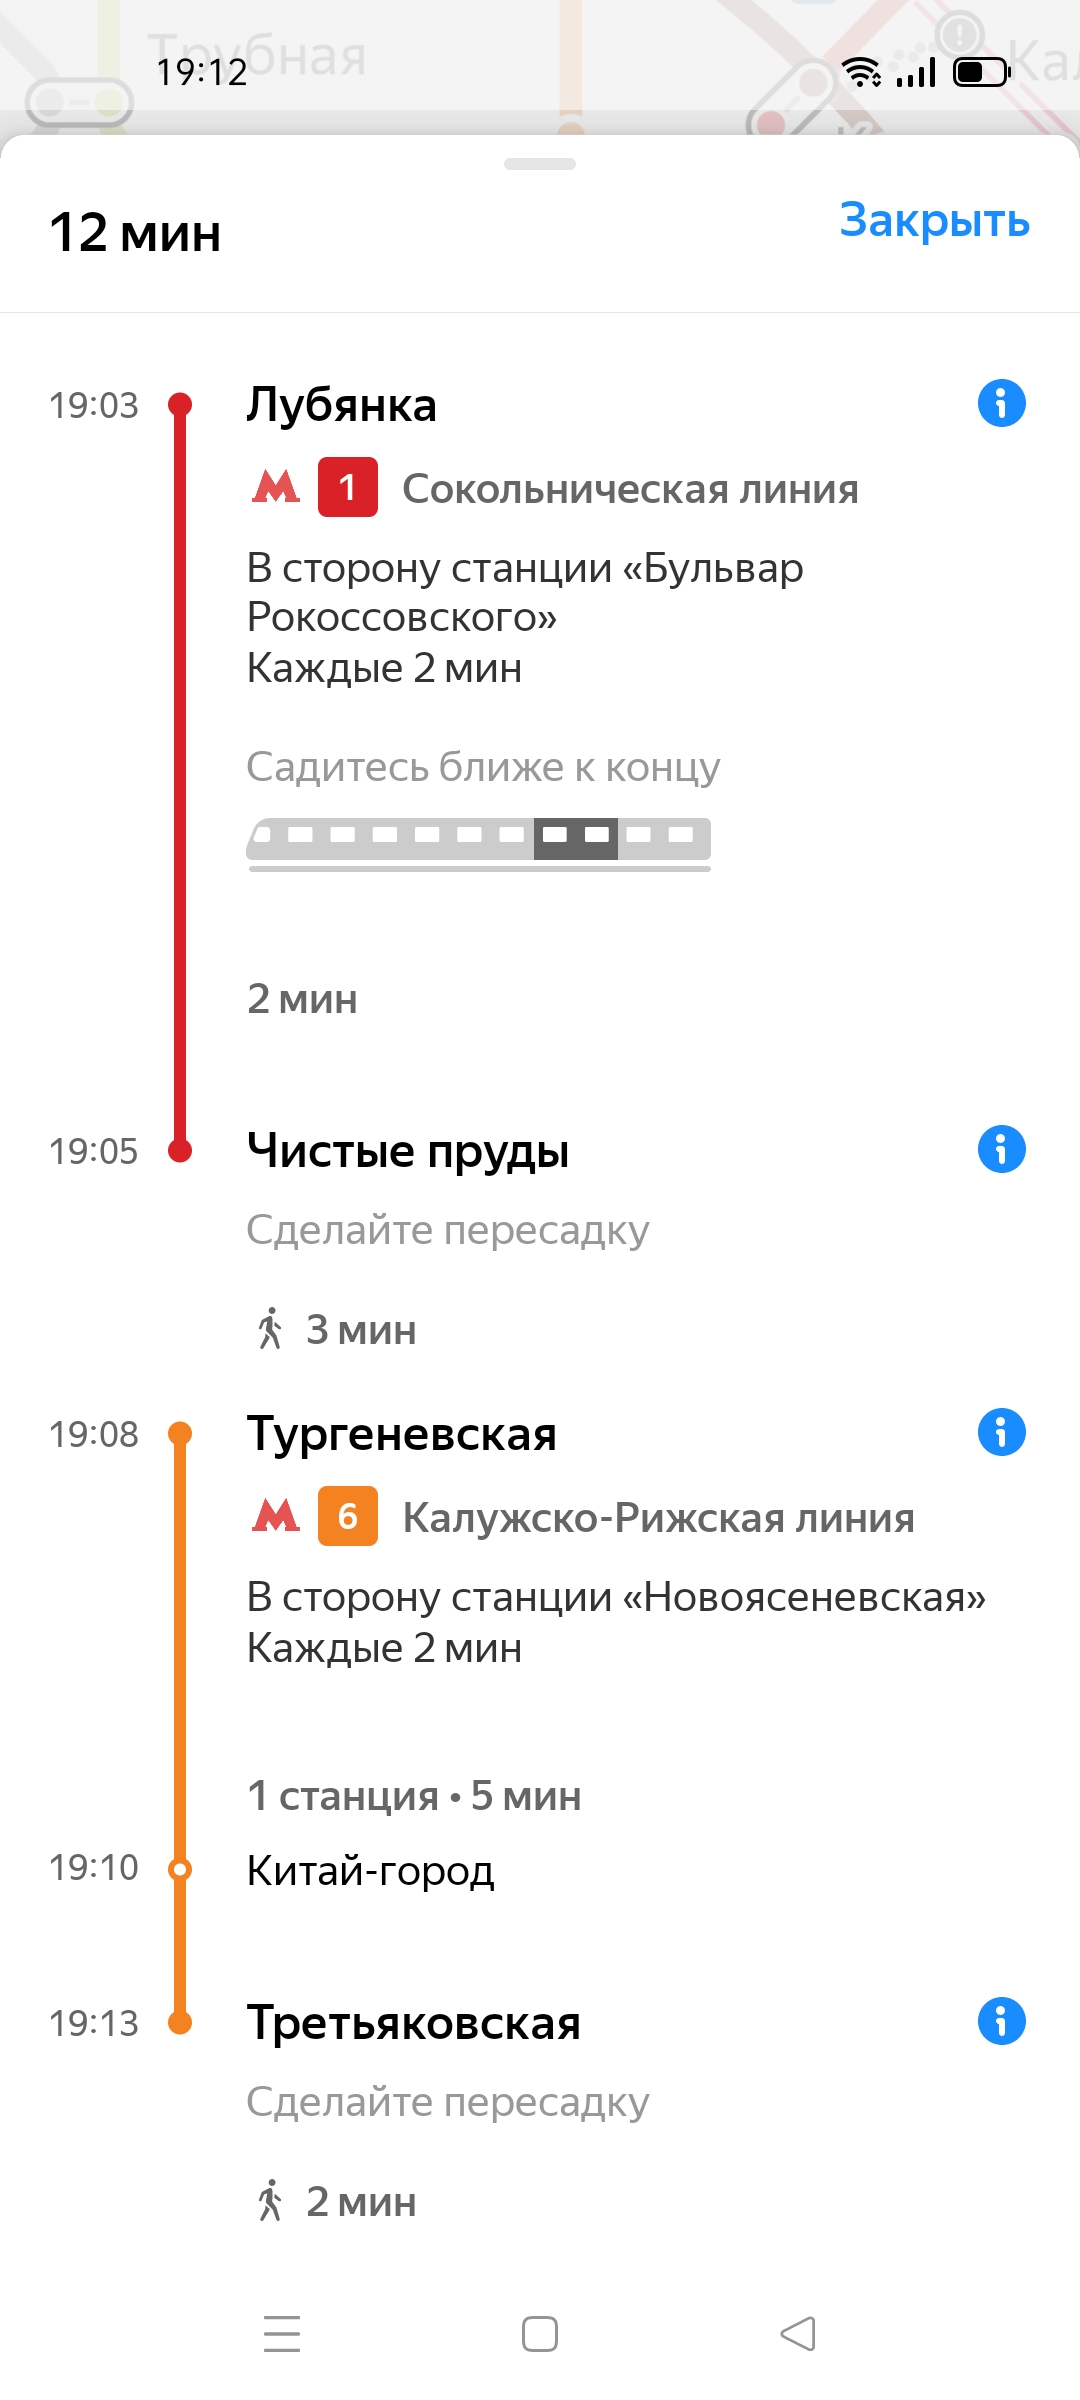 Трубная
19:12
12 мин
Закрыть
19:03
Лубянка
1
Сокольническая линия
В сторону станции «Бульвар
Рокоссовского»
Каждые 2 мин
Садитесь ближе к концу
2 мин
19:05
Чистые пруды
Сделайте пересадку
3 мин
19:08
Тургеневская
6
Калужско-Рижская линия
В сторону станции «Новоясеневская»
Каждые 2 мин
1 станция • 5 мин
19:10
Китай-город
19:13
Третьяковская
Сделайте пересадку
2 мин